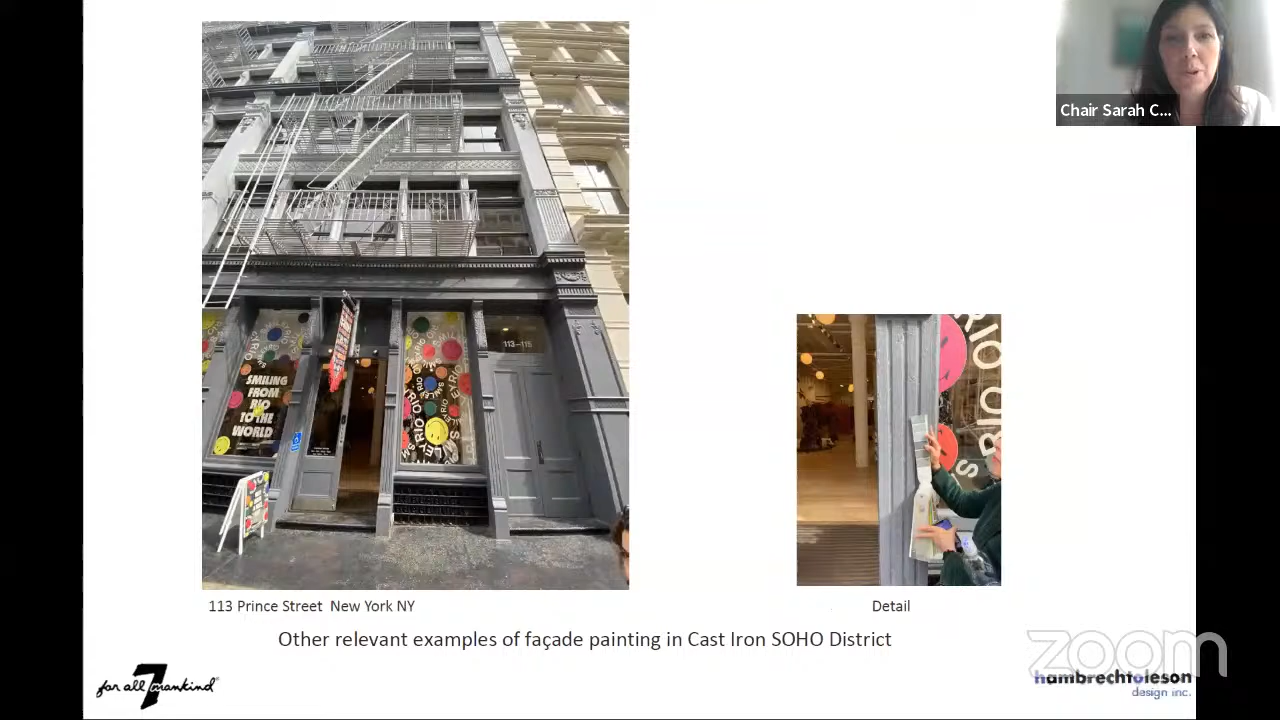 Chair Sarah C...
113-115
SMILING
FROM
RIO
TO THE
WORLD
113 Prince Street New York NY
Detail
Other relevant examples of façade painting in Cast Iron SOHO District
for all 7 mankind®
zoom
hambrechtoleson
design inc.